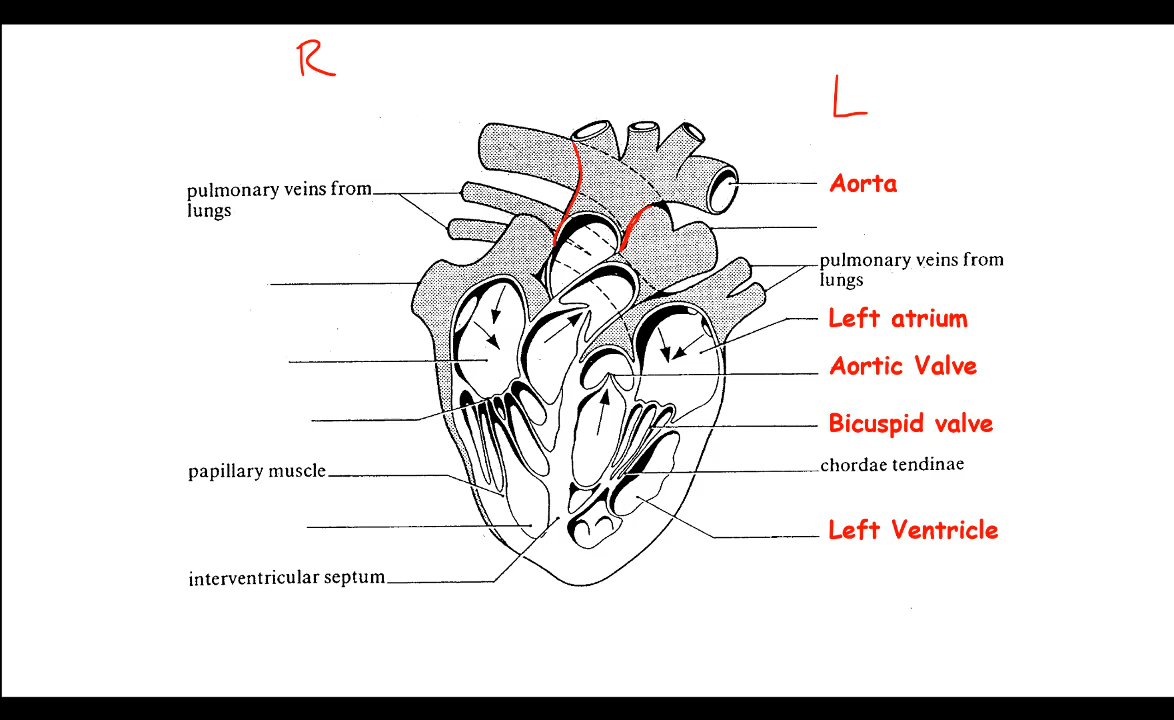 R
L
Aorta
pulmonary veins from
lungs
pulmonary veins from
lungs
Left atrium
Aortic Valve
Bicuspid valve
chordae tendinae
papillary muscle
Left Ventricle
interventricular septum